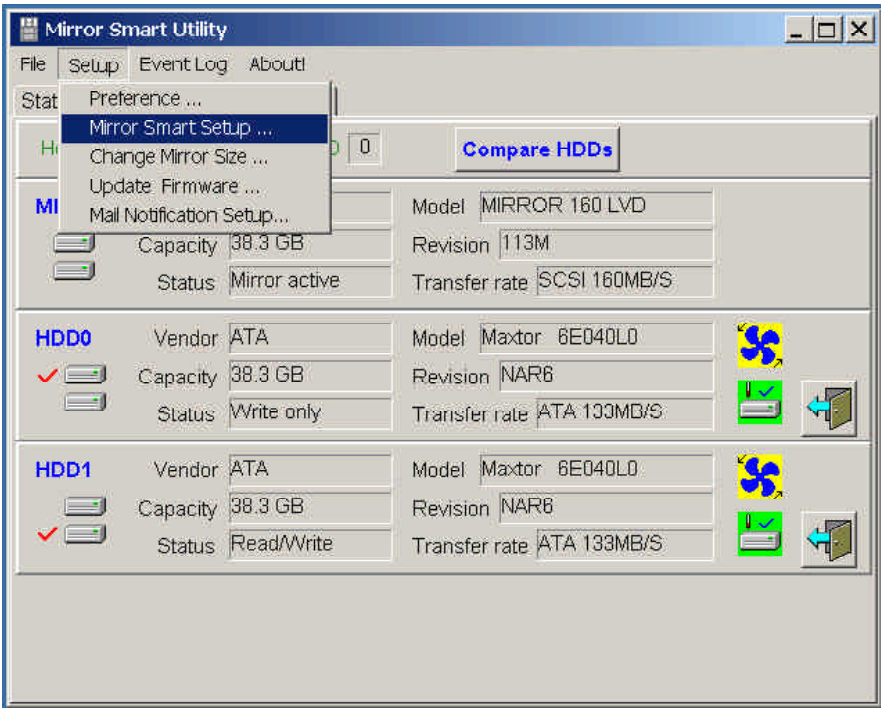 Mirror Smart Utility
File Setup Event Log About!
Stat
Preference ...
Mirror Smart Setup ...
Change Mirror Size ...
Update Firmware ...
Mail Notification Setup...
0 Compare HDDs
Model MIRROR 160 LVD
Capacity 38.3 GB Revision 113M
Status Mirror active Transfer rate SCSI 160MB/S
HDD0 Vendor ATA Model Maxtor 6E040L0
Capacity 38.3 GB Revision NAR6
Status Write only Transfer rate ATA 133MB/S
HDD1 Vendor ATA Model Maxtor 6E040L0
Capacity 38.3 GB Revision NAR6
Status Read/Write Transfer rate ATA 133MB/S